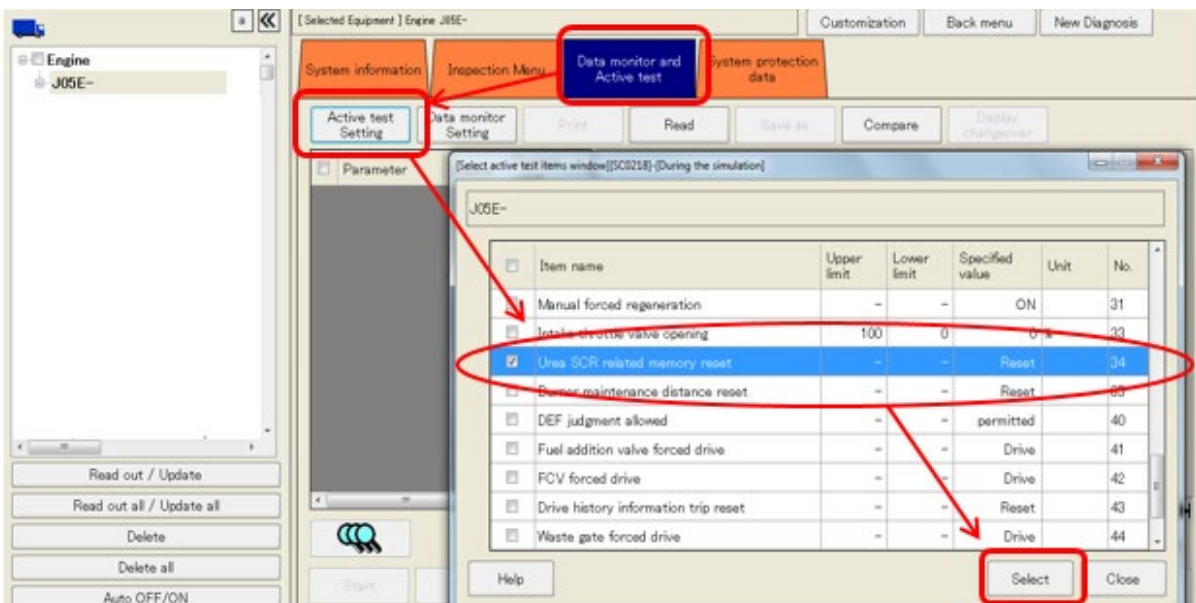 [ Selected Equipment ] Engine J05E-
Customization
Back menu
New Diagnosis
Engine
J05E-
System information
Inspection Menu
Data monitor and
Active test
System protection
data
Active test
Setting
Data monitor
Setting
Print
Read
Save as
Compare
Display
changeover
Parameter
[Select active test items window][SC0218]-[During the simulation]
J05E-
Item name
Upper
limit
Lower
limit
Specified
value
Unit
No.
Manual forced regeneration - - ON 31
Intake throttle valve opening 100 0 0 % 33
Urea SCR related memory reset - - Reset 34
Burner maintenance distance reset - - Reset
DEF judgment allowed - - permitted 40
Fuel addition valve forced drive - - Drive 41
FCV forced drive - - Drive 42
Drive history information trip reset - - Reset 43
Waste gate forced drive - - Drive 44
Help
Select
Close
Read out / Update
Read out all / Update all
Delete
Delete all
Auto OFF/ON
Start